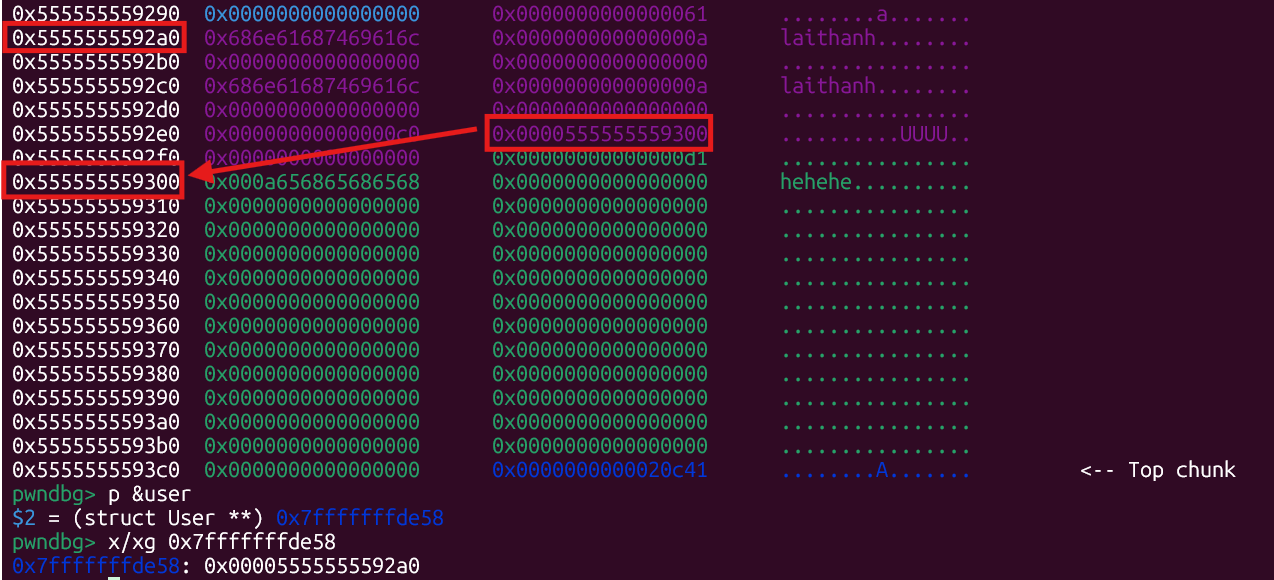 0x555555559290 0x0000000000000000 0x0000000000000061 ........a.......
0x5555555592a0 0x686e61687469616c 0x000000000000000a laithanh........
0x5555555592b0 0x0000000000000000 0x0000000000000000 ................
0x5555555592c0 0x686e61687469616c 0x000000000000000a laithanh........
0x5555555592d0 0x0000000000000000 0x0000000000000000 ................
0x5555555592e0 0x00000000000000c0 0x0000555555559300 ..........UUUU..
0x5555555592f0 0x0000000000000000 0x00000000000000d1 ................
0x555555559300 0x000a656865686568 0x0000000000000000 hehehe..........
0x555555559310 0x0000000000000000 0x0000000000000000 ................
0x555555559320 0x0000000000000000 0x0000000000000000 ................
0x555555559330 0x0000000000000000 0x0000000000000000 ................
0x555555559340 0x0000000000000000 0x0000000000000000 ................
0x555555559350 0x0000000000000000 0x0000000000000000 ................
0x555555559360 0x0000000000000000 0x0000000000000000 ................
0x555555559370 0x0000000000000000 0x0000000000000000 ................
0x555555559380 0x0000000000000000 0x0000000000000000 ................
0x555555559390 0x0000000000000000 0x0000000000000000 ................
0x5555555593a0 0x0000000000000000 0x0000000000000000 ................
0x5555555593b0 0x0000000000000000 0x0000000000000000 ................
0x5555555593c0 0x0000000000000000 0x0000000000020c41 ........A....... <-- Top chunk
pwndbg> p &user
$2 = (struct User **) 0x7fffffffde58
pwndbg> x/xg 0x7fffffffde58
0x7fffffffde58: 0x00005555555592a0